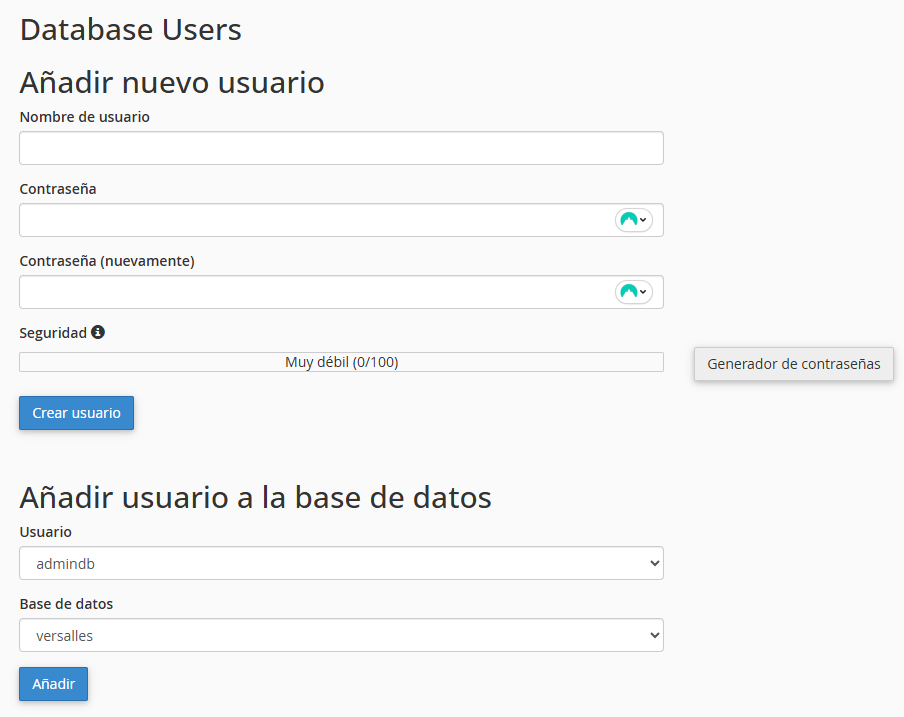 Database Users
Añadir nuevo usuario
Nombre de usuario
Contraseña
Contraseña (nuevamente)
Seguridad
Muy débil (0/100)
Generador de contraseñas
Crear usuario
Añadir usuario a la base de datos
Usuario
admindb
Base de datos
versalles
Añadir